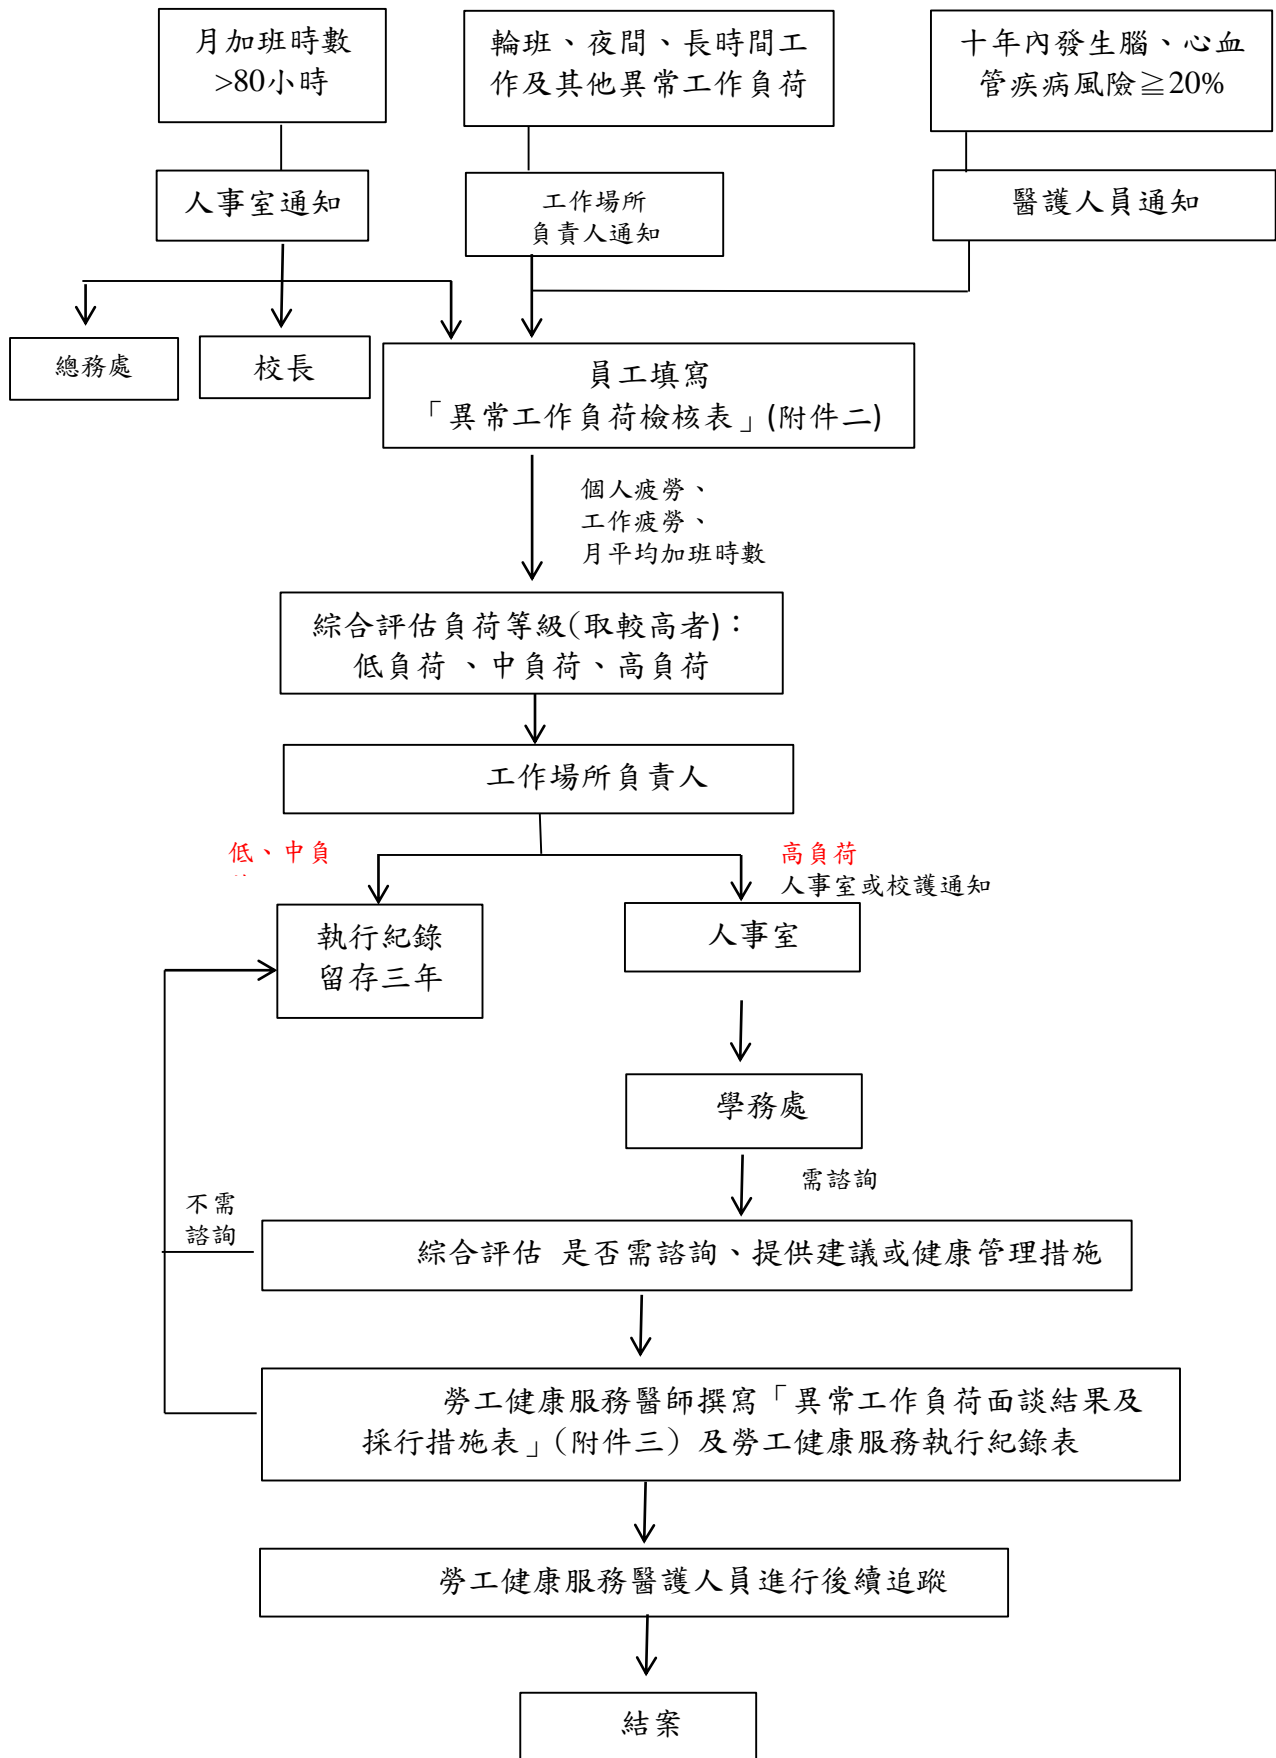 月加班時數
>80小時
輪班、夜間、長時間工
作及其他異常工作負荷
十年內發生腦、心血
管疾病風險≧20%
人事室通知
工作場所
負責人通知
醫護人員通知
總務處
校長
員工填寫
「異常工作負荷檢核表」(附件二)
個人疲勞、
工作疲勞、
月平均加班時數
綜合評估負荷等級(取較高者)：
低負荷、中負荷、高負荷
工作場所負責人
低、中負
高負荷
人事室或校護通知
執行紀錄
留存三年
人事室
學務處
需諮詢
不需
諮詢
綜合評估 是否需諮詢、提供建議或健康管理措施
勞工健康服務醫師撰寫「異常工作負荷面談結果及
採行措施表」（附件三）及勞工健康服務執行紀錄表
勞工健康服務醫護人員進行後續追蹤
結案